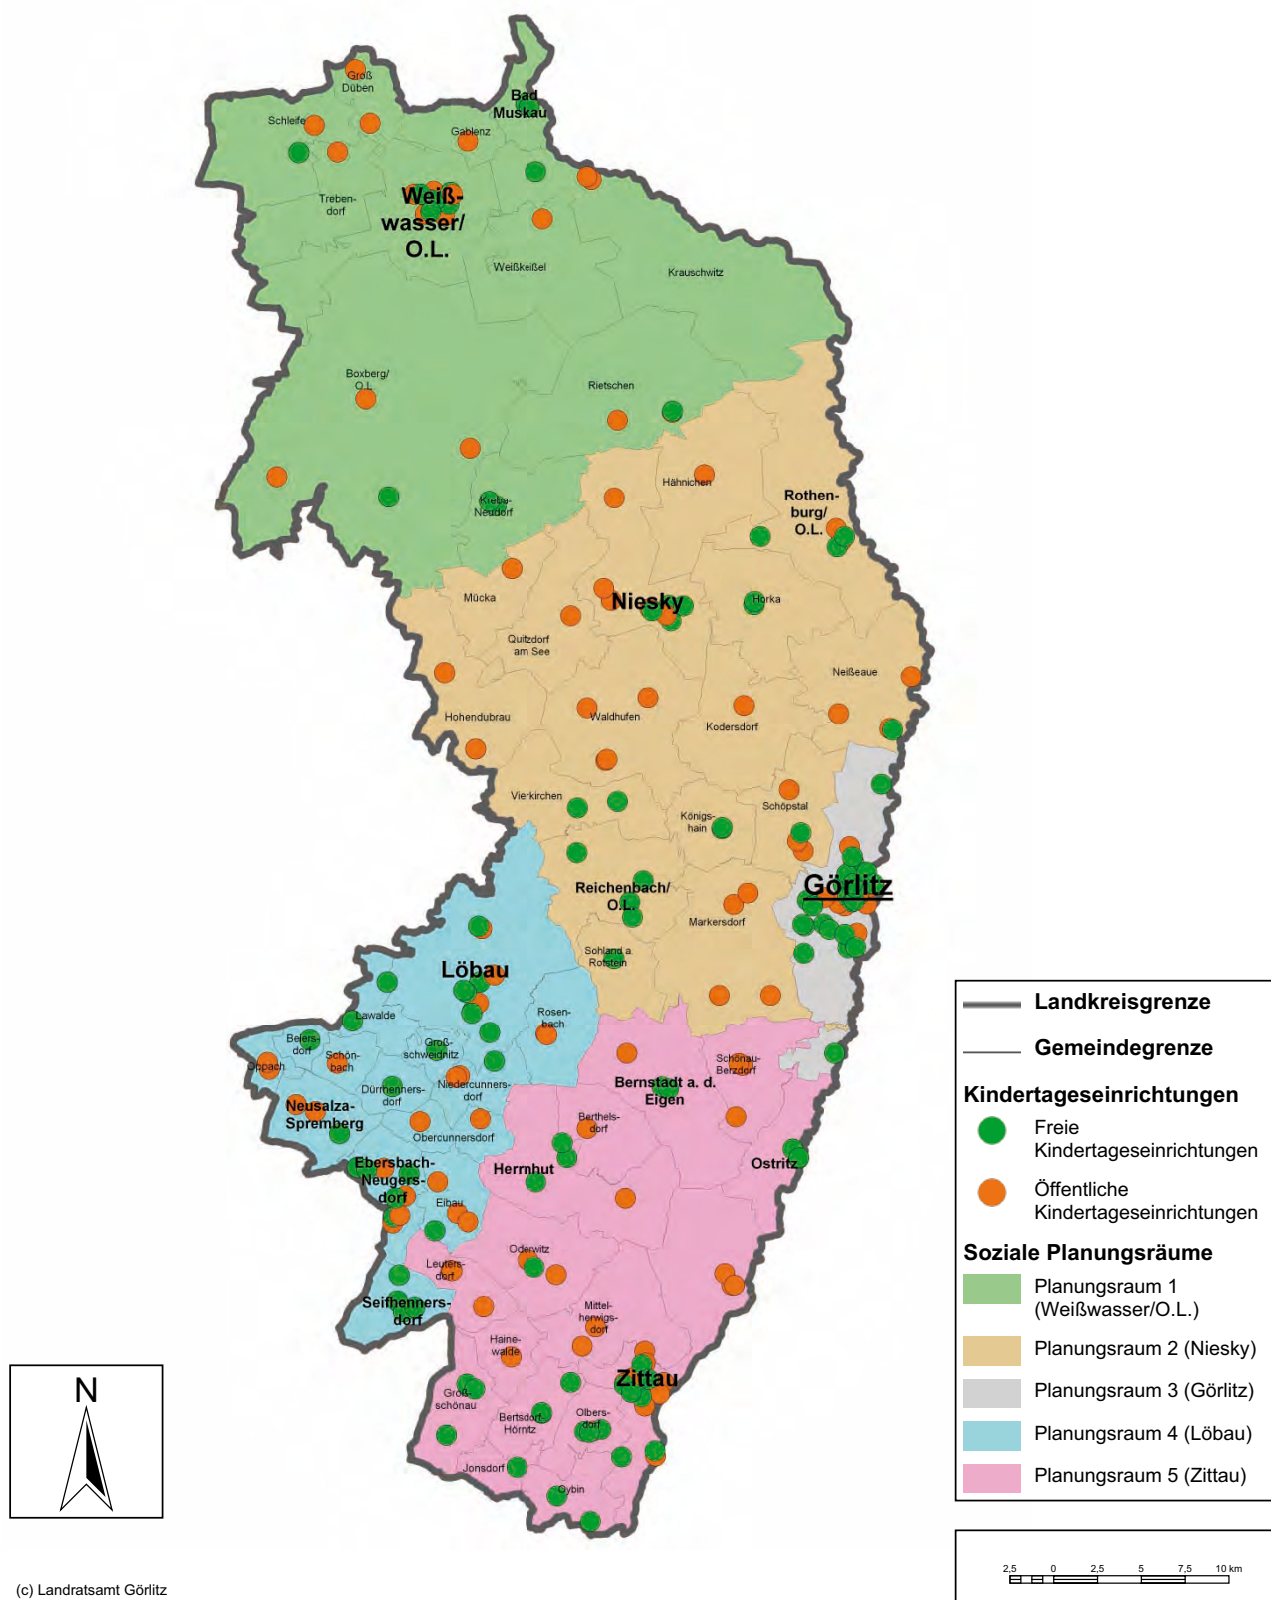 Groß
Düben
Bad
Muskau
Schleife
Gablenz
Treben-
dorf
Weiß-
wasser/
O.L.
Weißkeißel
Krauschwitz
Boxberg/
O.L.
Rietschen
Kreba-
Neudorf
Hähnichen
Rothen-
burg/
O.L.
Mücka
Niesky
Horka
Quitzdorf
am See
Neißeaue
Hohendubrau
Waldhufen
Kodersdorf
Vierkirchen
Schöpstal
Königs-
hain
Görlitz
Reichenbach/
O.L.
Markersdorf
Sohland a.
Rotstein
Löbau
Rosen-
bach
Lawalde
Beiers-
dorf
Groß-
schweidnitz
Schön-
bach
Oppach
Schönau-
Berzdorf
Dürrhenners-
dorf
Niedercunners-
dorf
Bernstadt a. d.
Eigen
Neusalza-
Spremberg
Obercunnersdorf
Berthels-
dorf
Ebersbach-
Neugers-
dorf
Herrnhut
Ostritz
Eibau
Oderwitz
Leuters-
dorf
Seifhenners-
dorf
Mittel-
herwigs-
dorf
Haine-
walde
Zittau
Groß-
schönau
Bertsdorf-
Hörnitz
Olbers-
dorf
Jonsdorf
Oybin
Landkreisgrenze
Gemeindegrenze
Kindertageseinrichtungen
Freie
Kindertageseinrichtungen
Öffentliche
Kindertageseinrichtungen
Soziale Planungsräume
Planungsraum 1
(Weißwasser/O.L.)
Planungsraum 2 (Niesky)
Planungsraum 3 (Görlitz)
Planungsraum 4 (Löbau)
Planungsraum 5 (Zittau)
N
2,5 0 2,5 5 7,5 10 km
(c) Landratsamt Görlitz